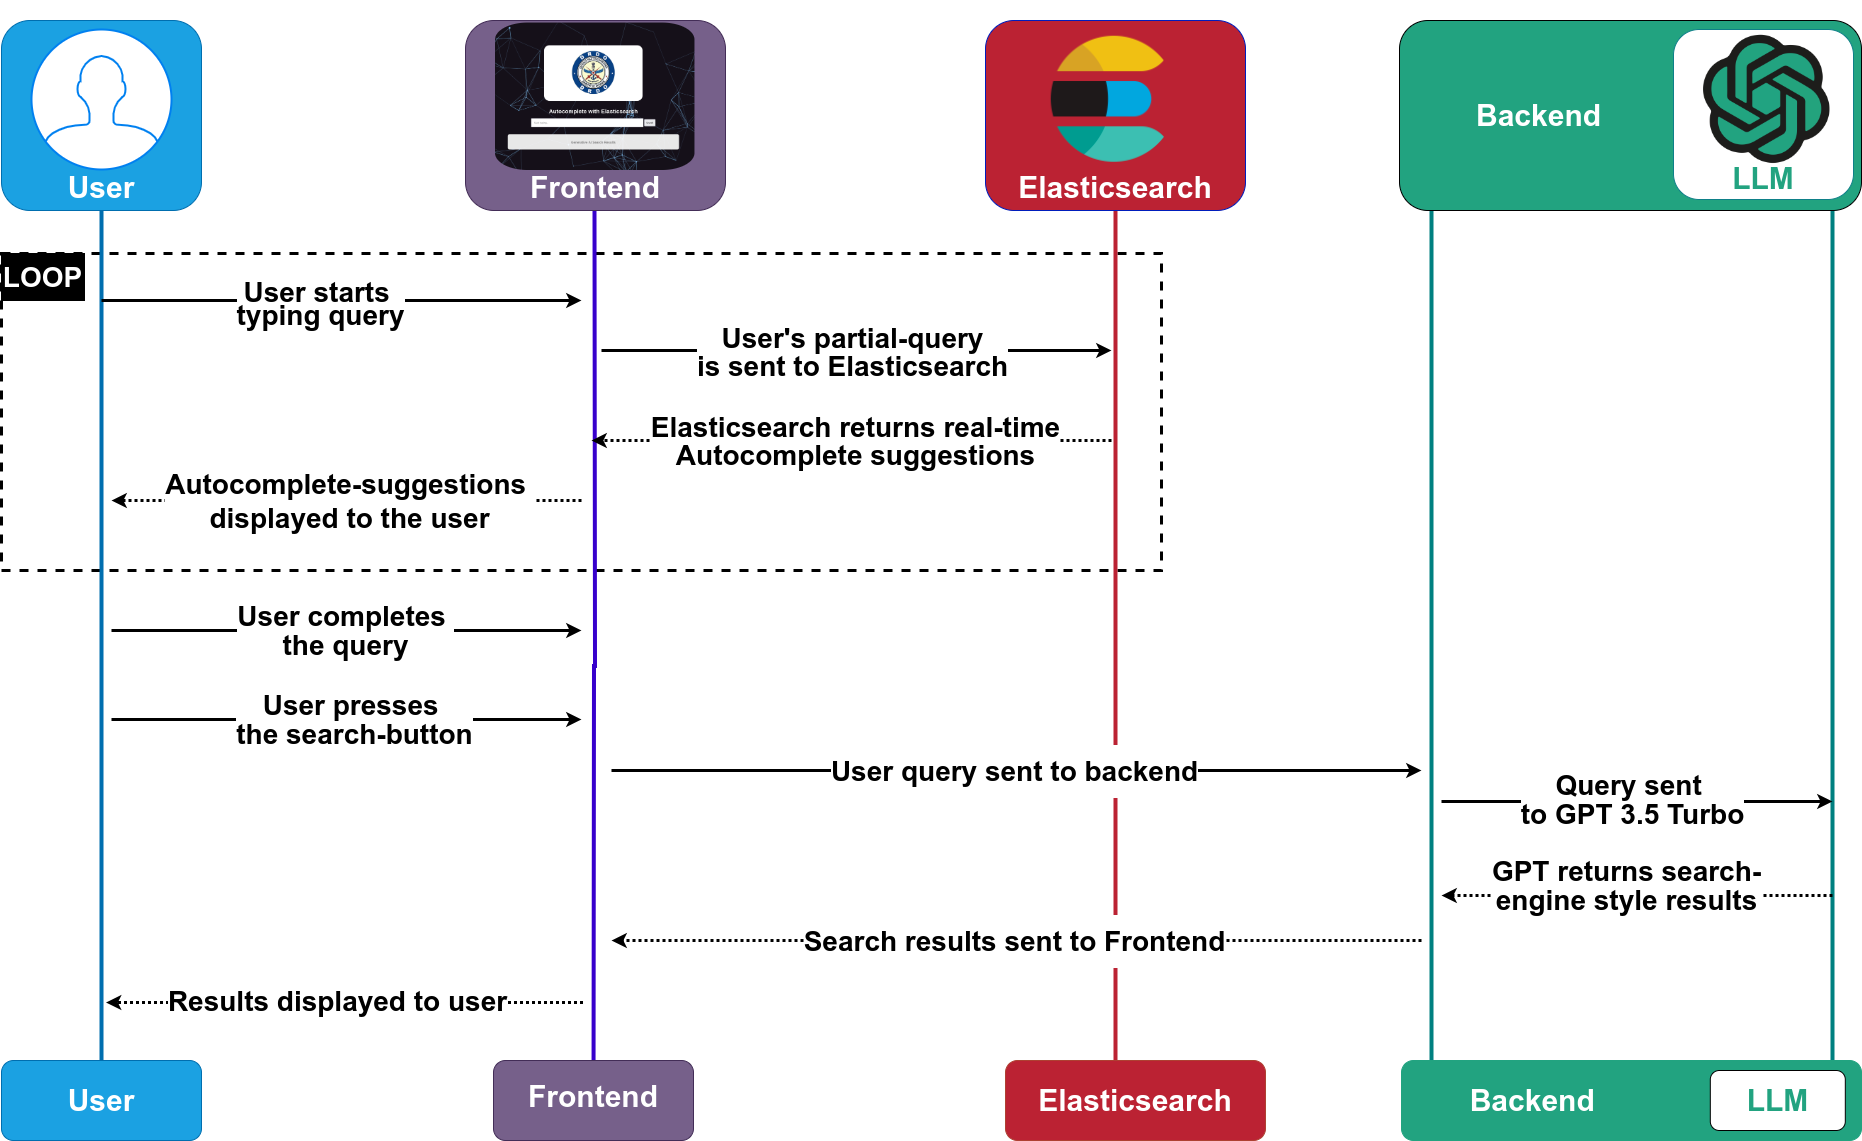 DRDO
Autocomplete with Elasticsearch
User
Frontend
Elasticsearch
Backend
LLM
LOOP
User starts
typing query
User's partial-query
is sent to Elasticsearch
Elasticsearch returns real-time
Autocomplete suggestions
Autocomplete-suggestions
displayed to the user
User completes
the query
User presses
the search-button
User query sent to backend
Query sent
to GPT 3.5 Turbo
GPT returns search-
engine style results
Search results sent to Frontend
Results displayed to user
User
Frontend
Elasticsearch
Backend
LLM